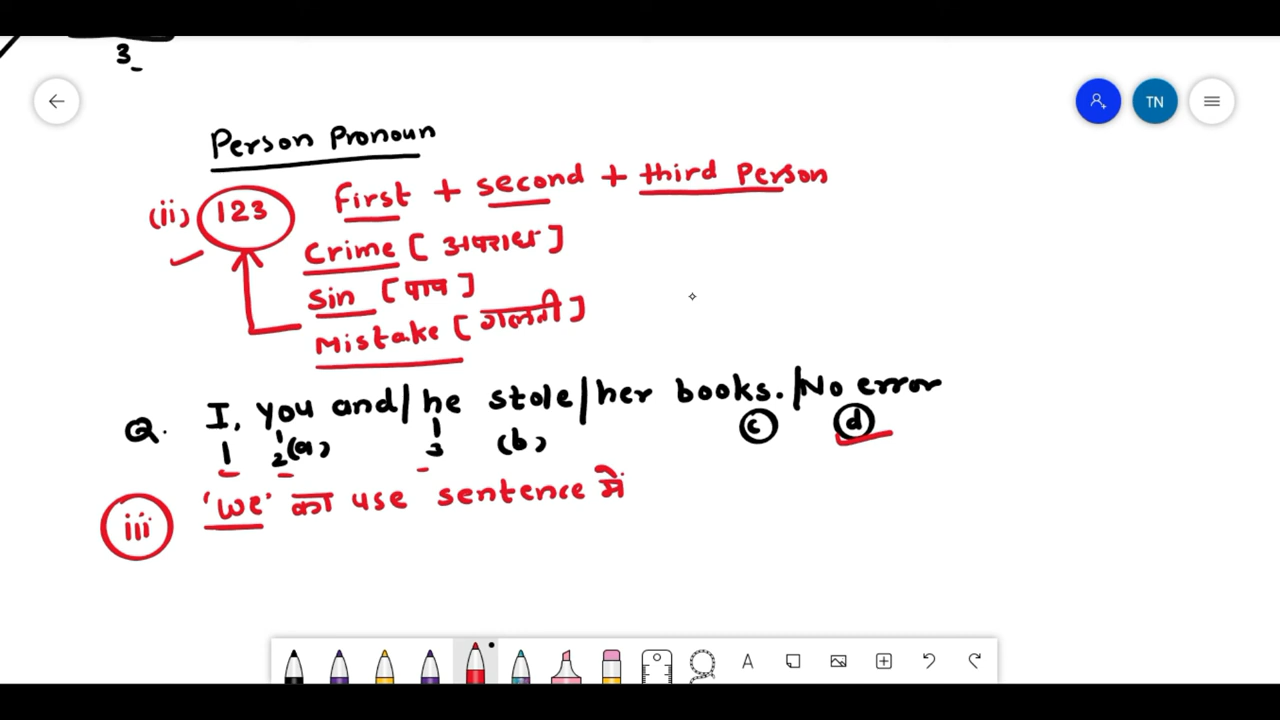 3
TN
Person Pronoun
(ii) 123 First + second + third Person
Crime [अपराध]
Sin [पाप]
Mistake [गलती]
Q. I, you and/he stole/her books./No error
1 2 (a) 3 (b) c d
iii 'we' का use sentence में
A